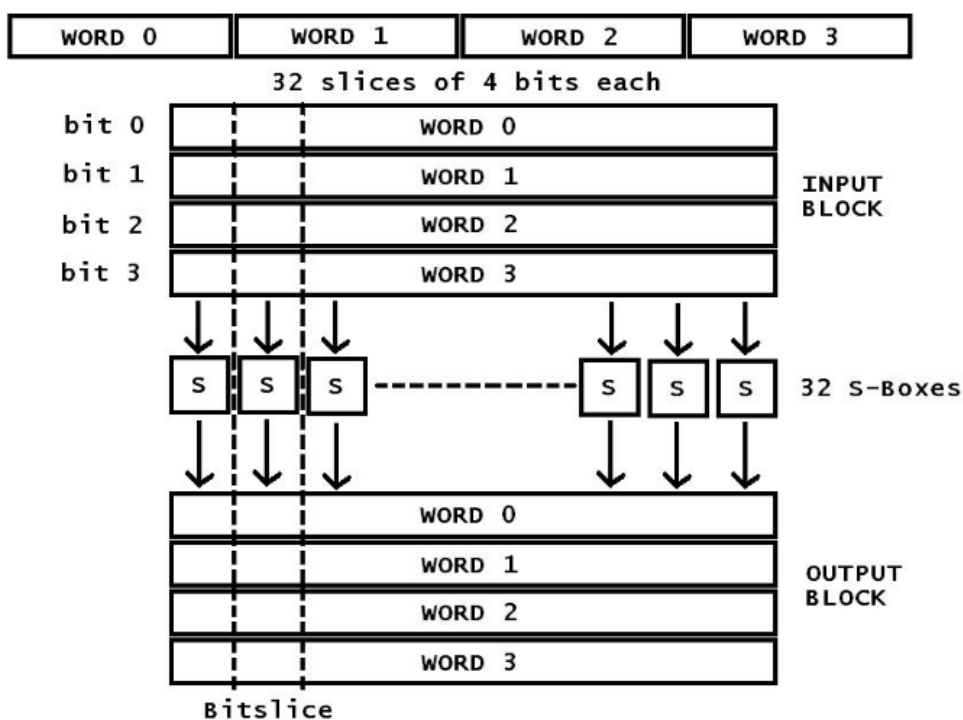 WORD 0 WORD 1 WORD 2 WORD 3
32 slices of 4 bits each
bit 0 WORD 0
bit 1 WORD 1
bit 2 WORD 2
bit 3 WORD 3
INPUT
BLOCK
S S S S S S 32 S-Boxes
WORD 0
WORD 1
WORD 2
WORD 3
OUTPUT
BLOCK
Bitslice